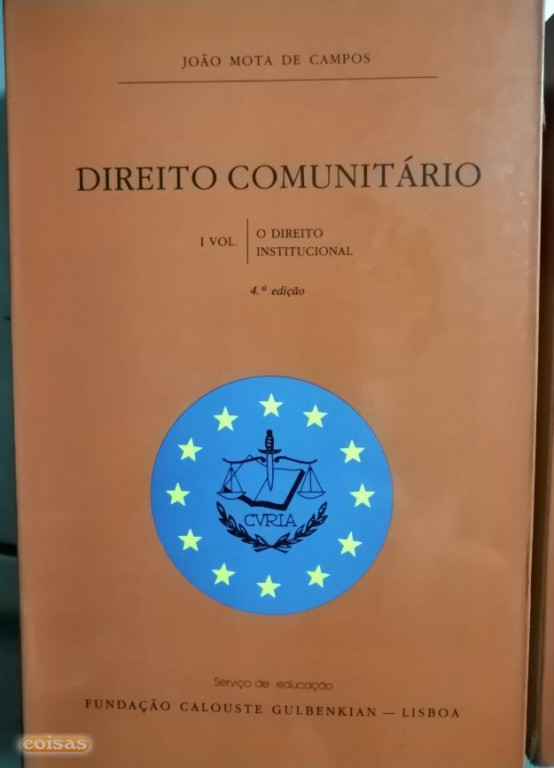 JOÃO MOTA DE CAMPOS
DIREITO COMUNITÁRIO
I VOL.
O DIREITO
INSTITUCIONAL
4.ª edição
CVRIA
Serviço de educação
FUNDAÇÃO CALOUSTE GULBENKIAN — LISBOA
coisas